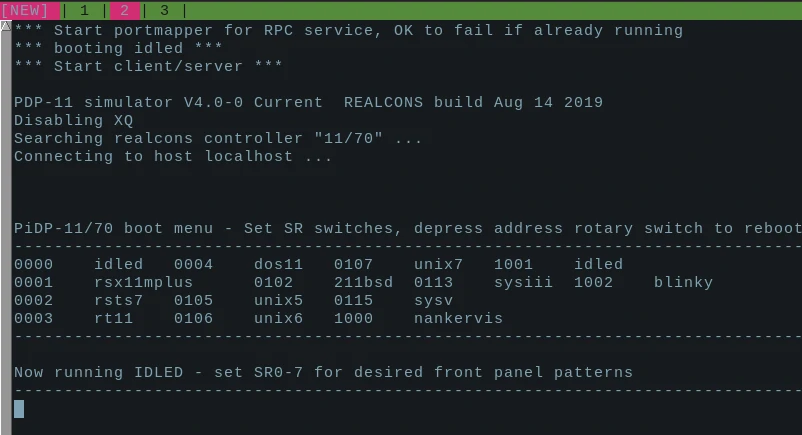 [NEW] | 1 | 2 | 3 |
*** Start portmapper for RPC service, OK to fail if already running
*** booting idled ***
*** Start client/server ***
PDP-11 simulator V4.0-0 Current  REALCONS build Aug 14 2019
Disabling XQ
Searching realcons controller "11/70" ...
Connecting to host localhost ...
PiDP-11/70 boot menu - Set SR switches, depress address rotary switch to reboot
--------------------------------------------------------------------------------
0000    idled   0004    dos11   0107    unix7   1001    idled
0001    rsx11mplus      0102    211bsd  0113    sysiii  1002    blinky
0002    rsts7   0105    unix5   0115    sysv
0003    rt11    0106    unix6   1000    nankervis
--------------------------------------------------------------------------------
Now running IDLED - set SR0-7 for desired front panel patterns
--------------------------------------------------------------------------------